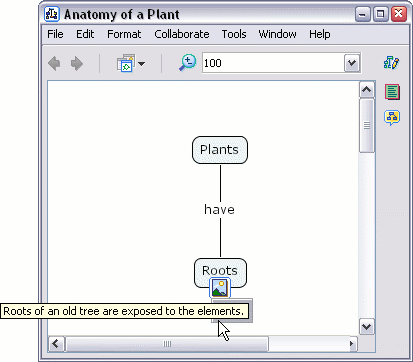 Anatomy of a Plant
File Edit Format Collaborate Tools Window Help
100
Plants
have
Roots
Roots of an old tree are exposed to the elements.